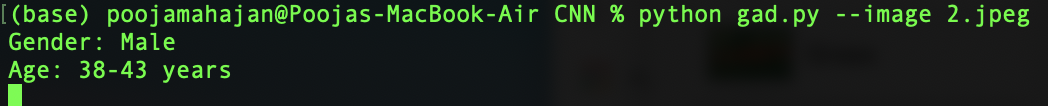 [(base) poojamahajan@Poojas-MacBook-Air CNN % python gad.py --image 2.jpeg
Gender: Male
Age: 38-43 years